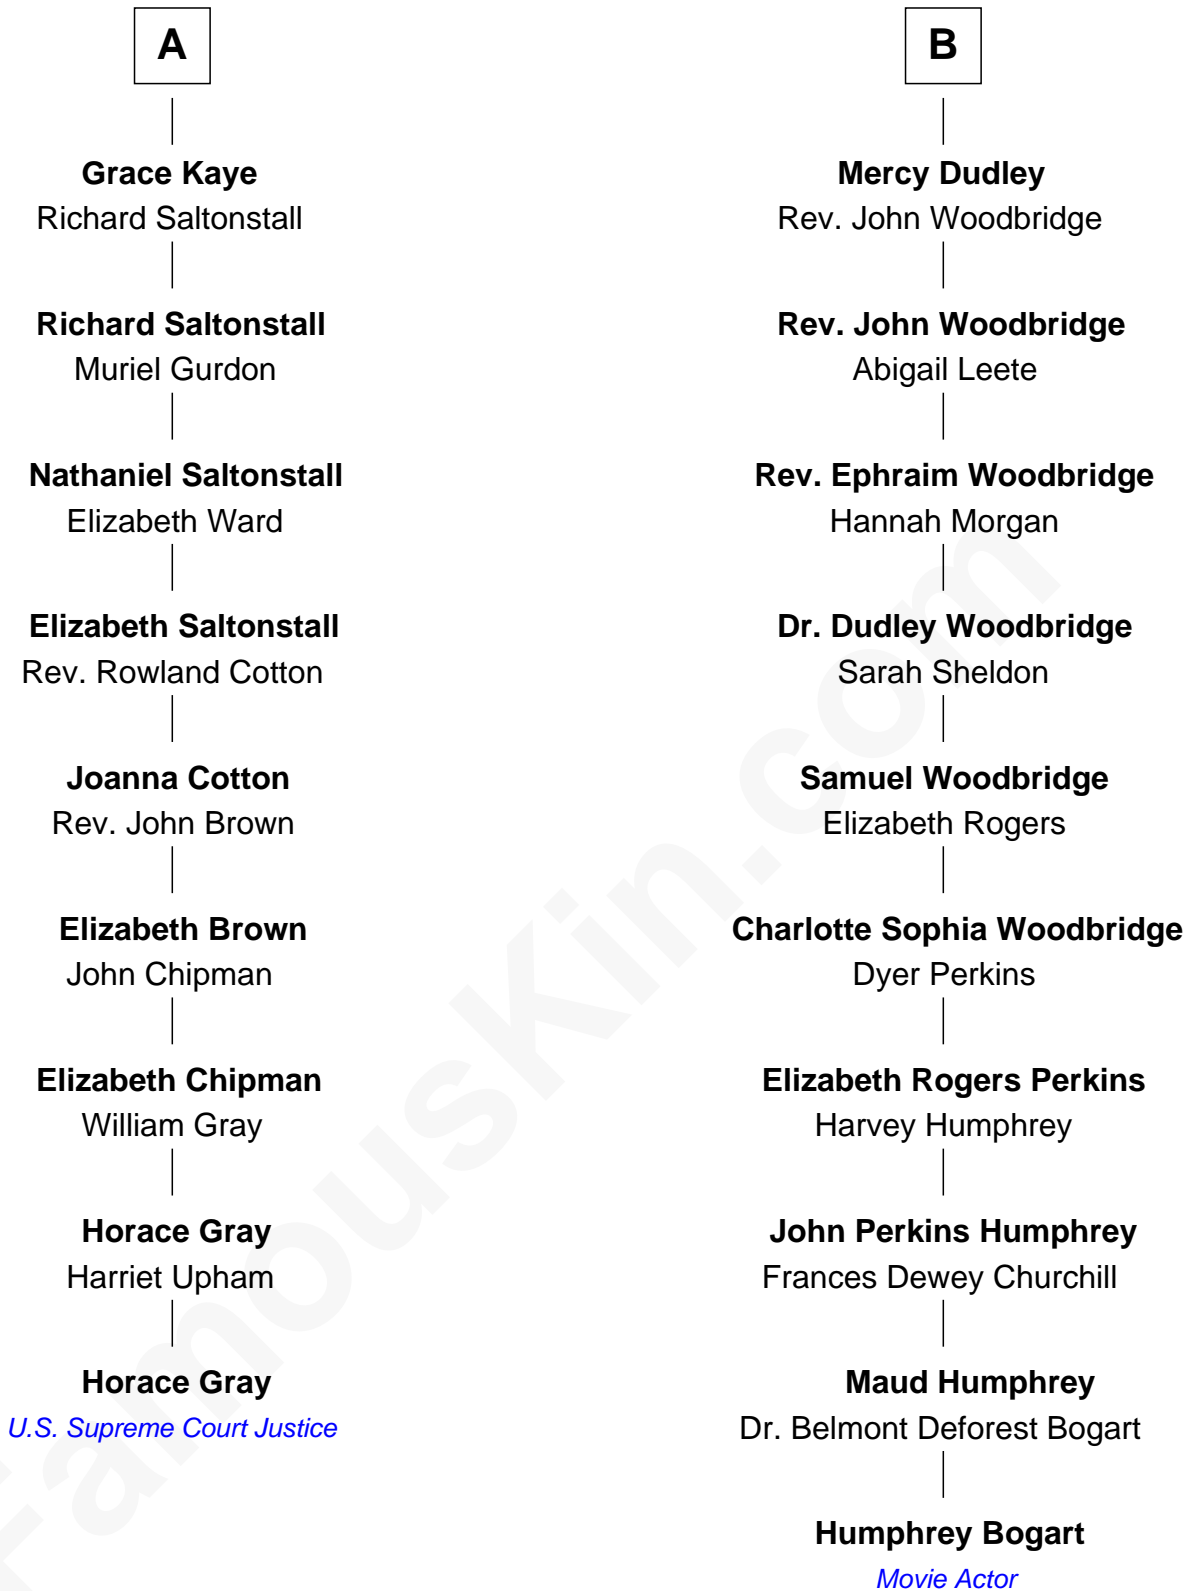 A
Grace Kaye
Richard Saltonstall
Richard Saltonstall
Muriel Gurdon
Nathaniel Saltonstall
Elizabeth Ward
Elizabeth Saltonstall
Rev. Rowland Cotton
Joanna Cotton
Rev. John Brown
Elizabeth Brown
John Chipman
Elizabeth Chipman
William Gray
Horace Gray
Harriet Upham
Horace Gray
U.S. Supreme Court Justice
B
Mercy Dudley
Rev. John Woodbridge
Rev. John Woodbridge
Abigail Leete
Rev. Ephraim Woodbridge
Hannah Morgan
Dr. Dudley Woodbridge
Sarah Sheldon
Samuel Woodbridge
Elizabeth Rogers
Charlotte Sophia Woodbridge
Dyer Perkins
Elizabeth Rogers Perkins
Harvey Humphrey
John Perkins Humphrey
Frances Dewey Churchill
Maud Humphrey
Dr. Belmont Deforest Bogart
Humphrey Bogart
Movie Actor
FamousKin.com